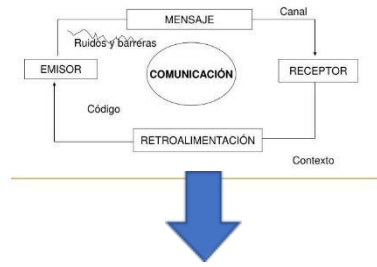 MENSAJE
Canal
Ruidos y barreras
EMISOR
COMUNICACIÓN
RECEPTOR
Código
RETROALIMENTACIÓN
Contexto